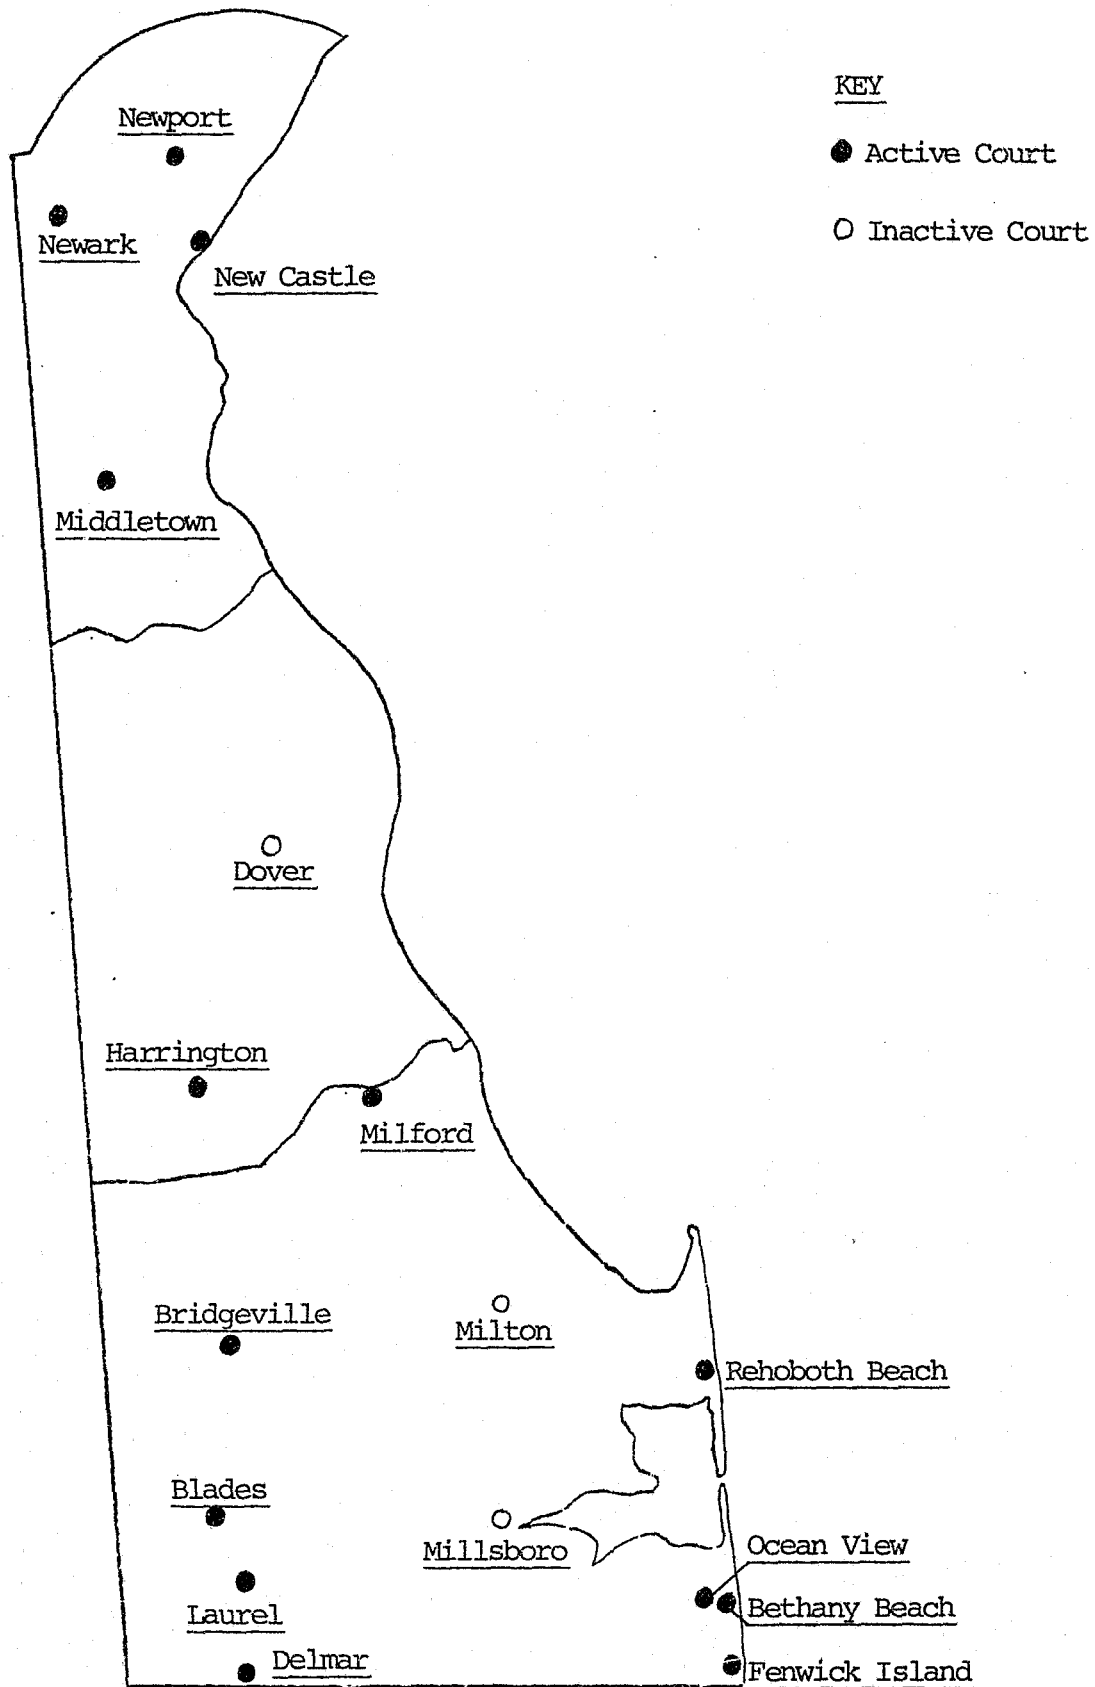 KEY
Active Court
Inactive Court
Newport
Newark
New Castle
Middletown
Dover
Harrington
Milford
Bridgeville
Milton
Rehoboth Beach
Blades
Millsboro
Ocean View
Laurel
Bethany Beach
Delmar
Fenwick Island